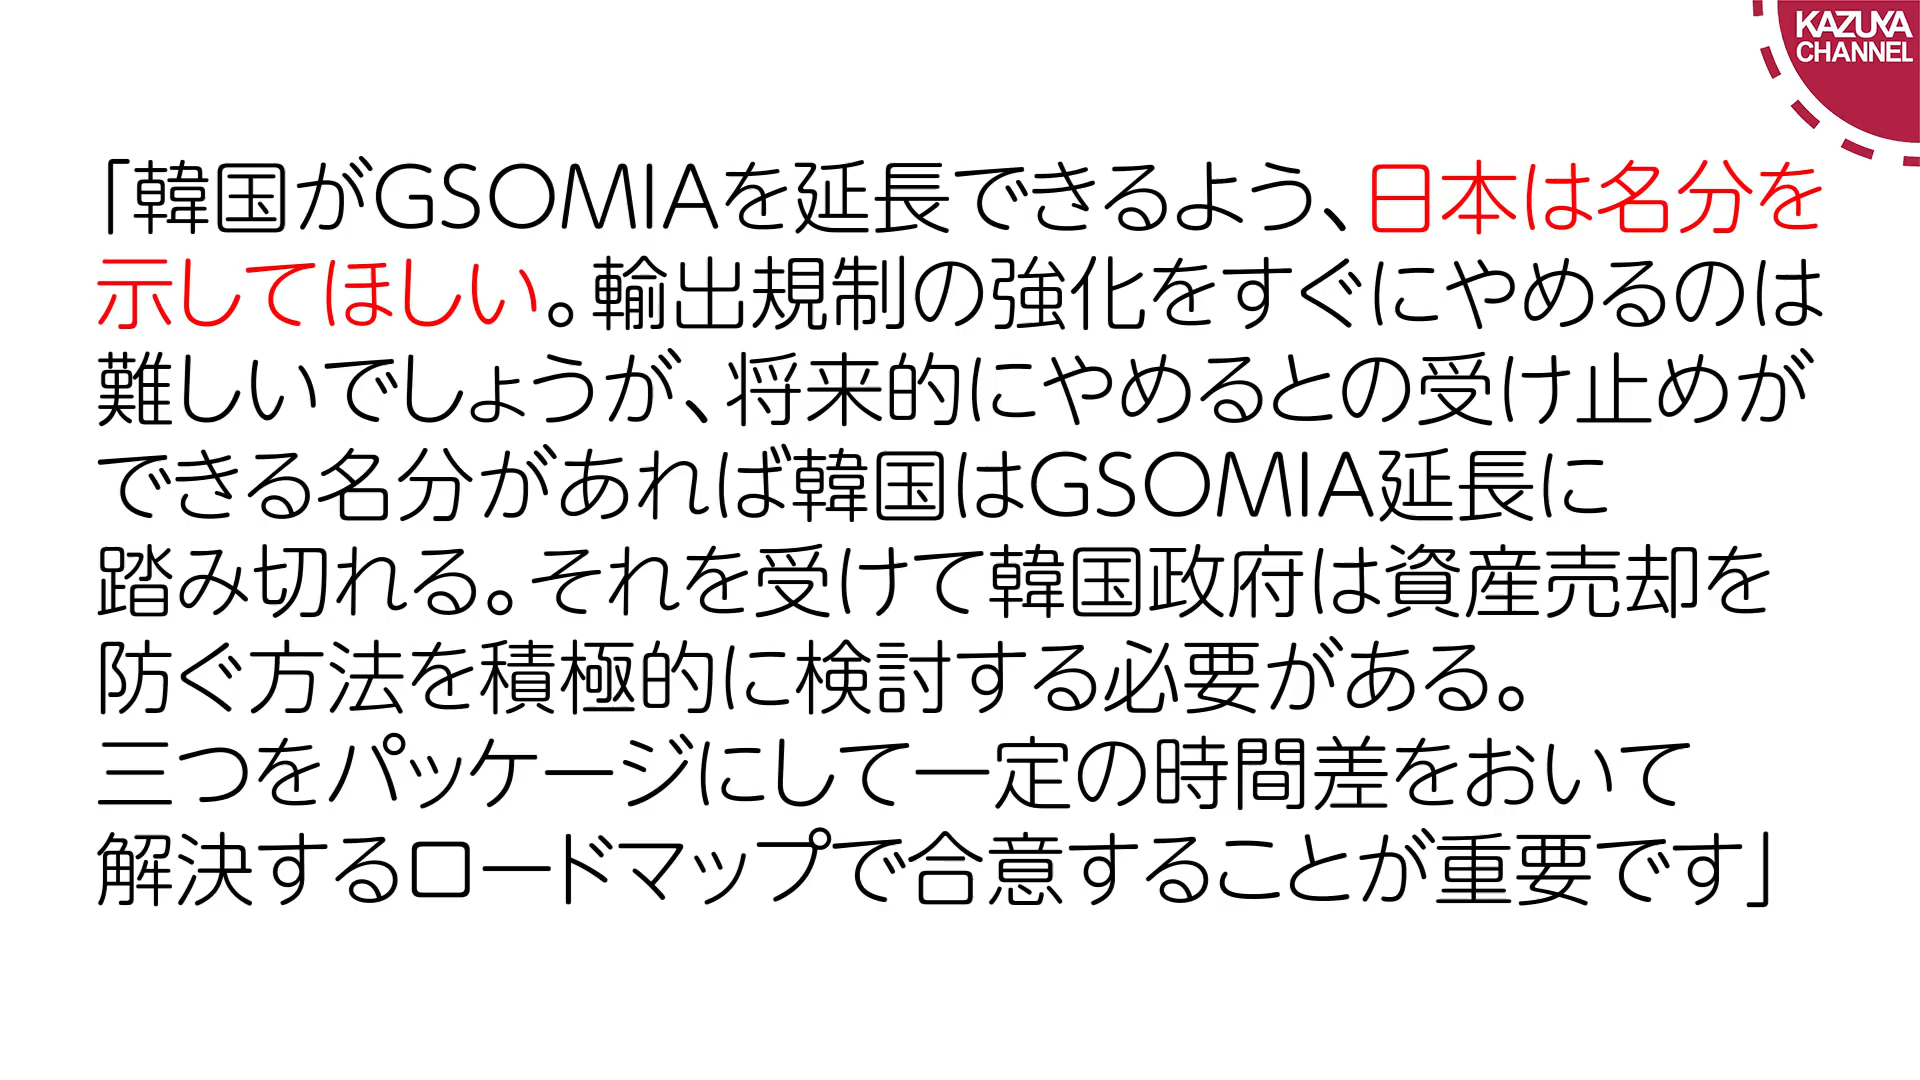 KAZUYA
CHANNEL
「韓国がGSOMIAを延長できるよう、日本は名分を
示してほしい。輸出規制の強化をすぐにやめるのは
難しいでしょうが、将来的にやめるとの受け止めが
できる名分があれば韓国はGSOMIA延長に
踏み切れる。それを受けて韓国政府は資産売却を
防ぐ方法を積極的に検討する必要がある。
三つをパッケージにして一定の時間差をおいて
解決するロードマップで合意することが重要です」